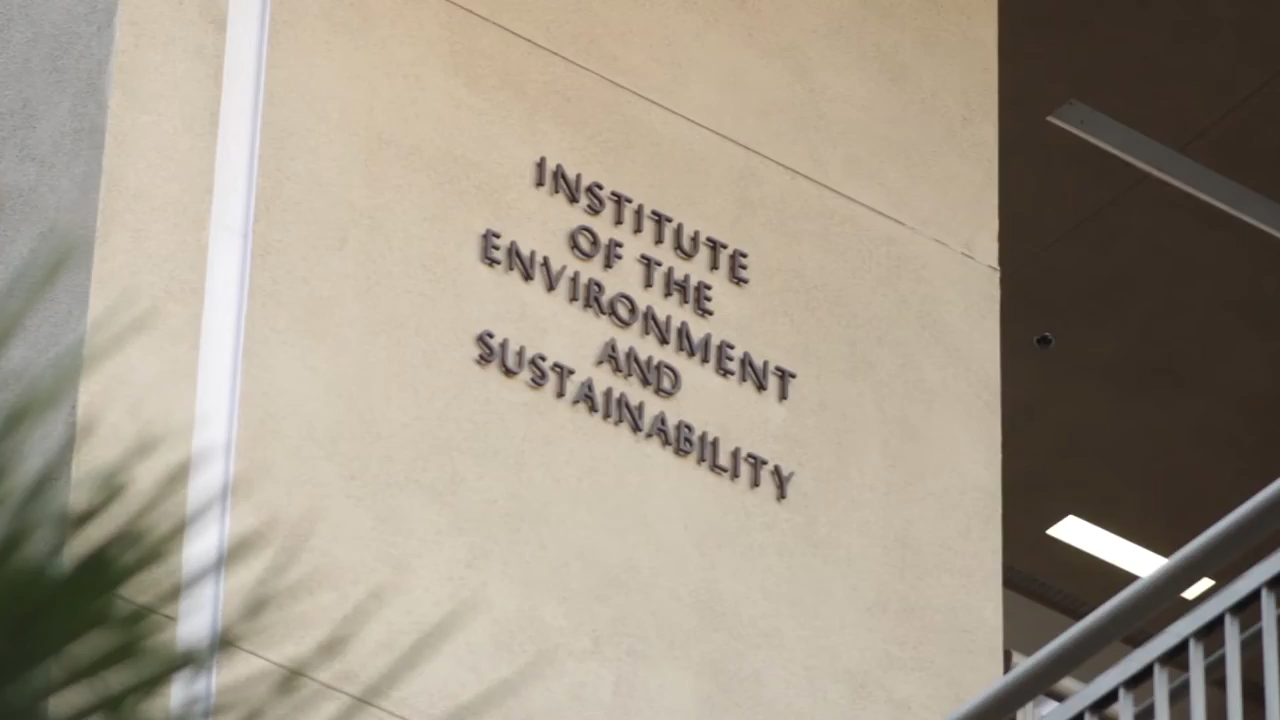 INSTITUTE
OF THE
ENVIRONMENT
AND
SUSTAINABILITY